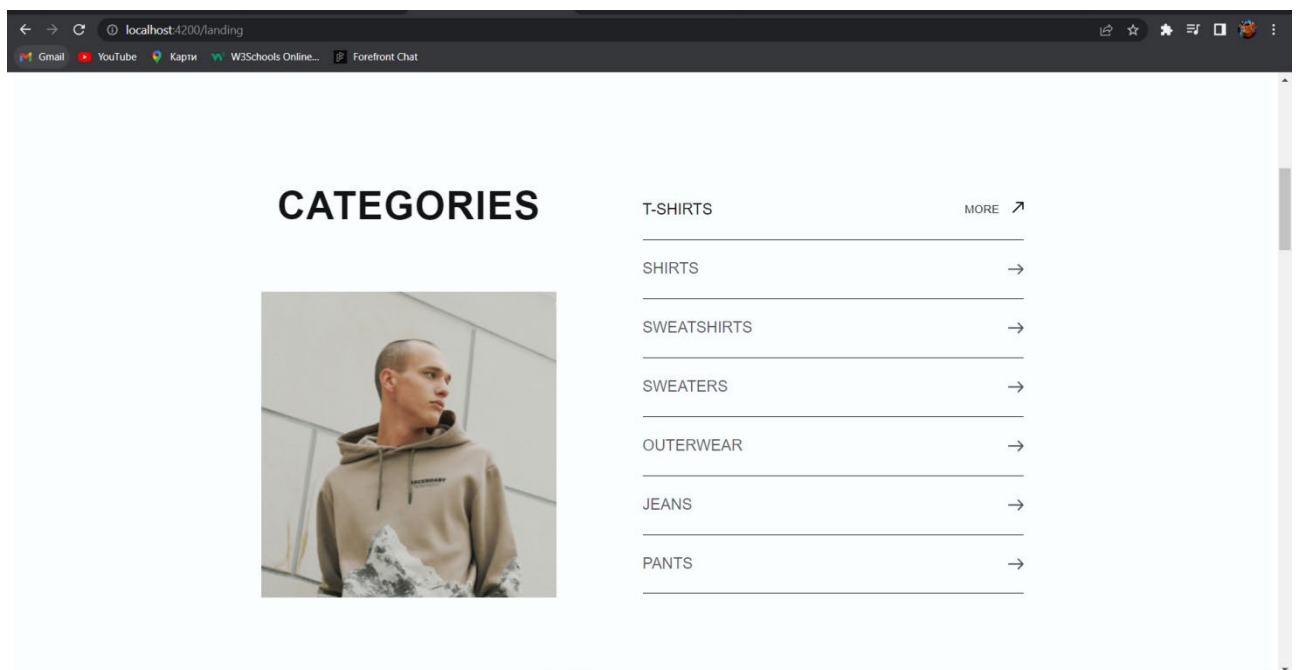 localhost:4200/landing
Gmail YouTube Карти W3Schools Online... Forefront Chat
CATEGORIES
T-SHIRTS MORE
SHIRTS
SWEATSHIRTS
SWEATERS
OUTERWEAR
JEANS
PANTS